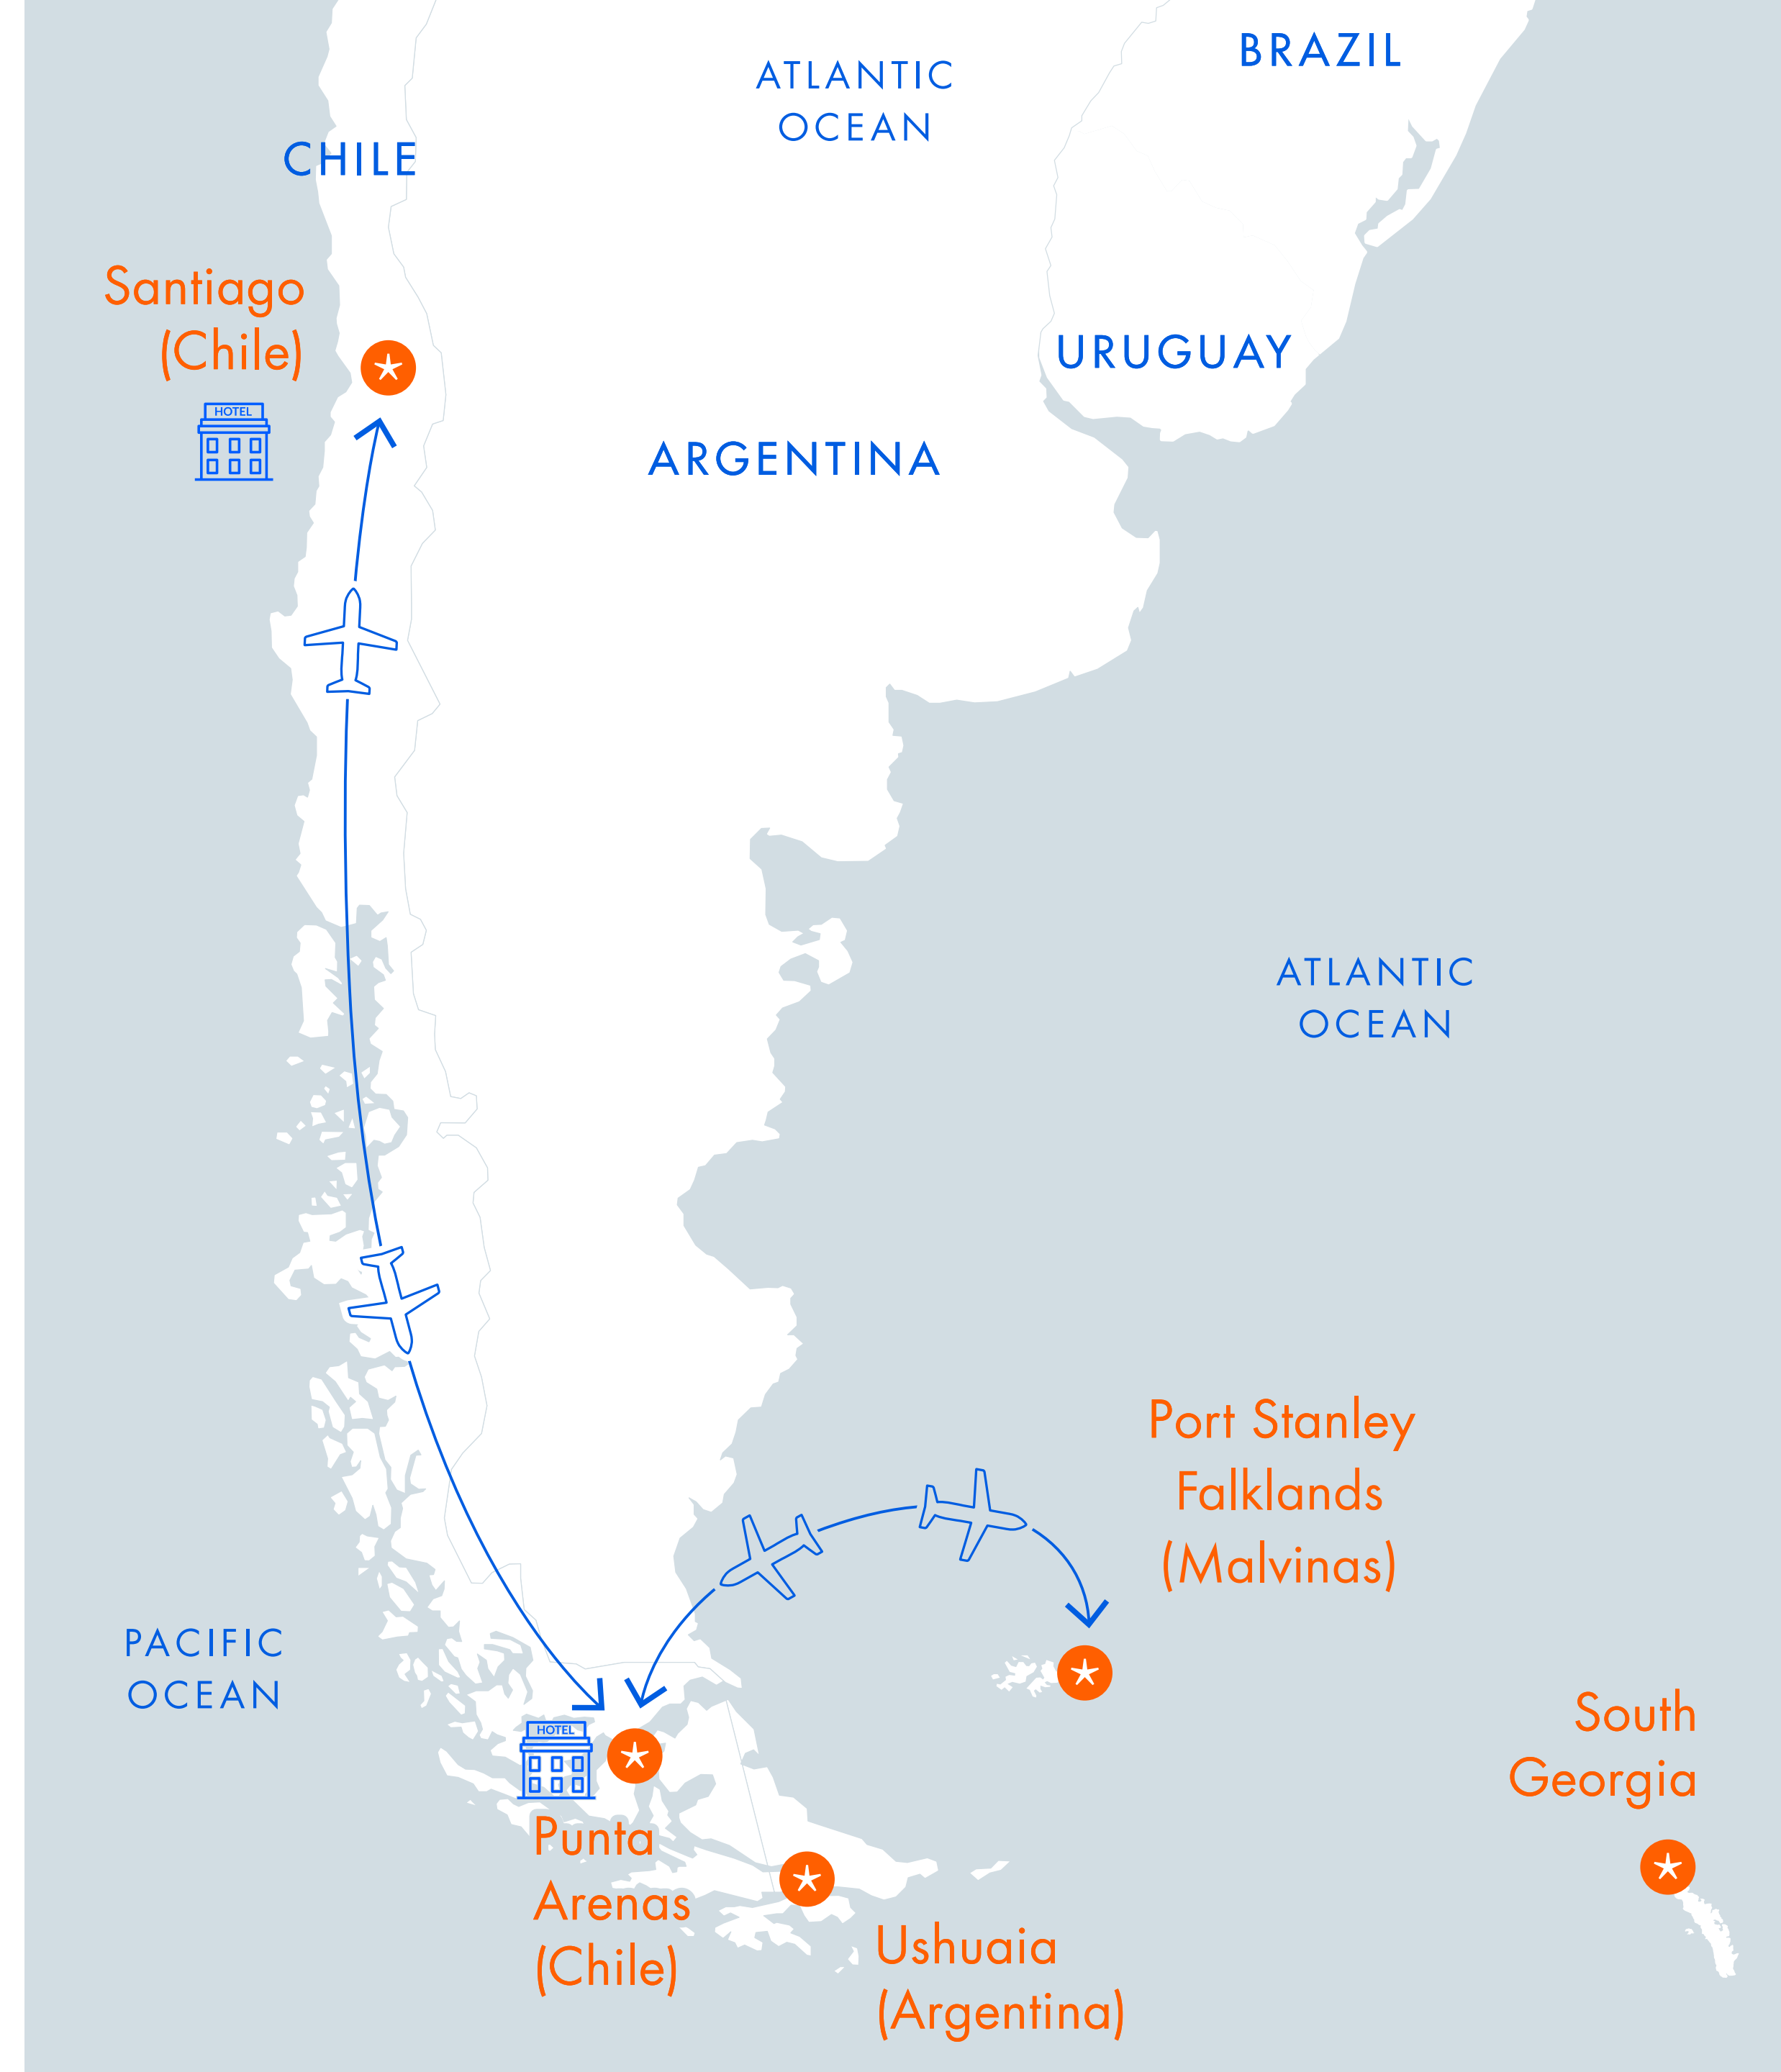 BRAZIL
ATLANTIC
OCEAN
CHILE
Santiago
(Chile)
HOTEL
URUGUAY
ARGENTINA
ATLANTIC
OCEAN
Port Stanley
Falklands
(Malvinas)
PACIFIC
OCEAN
South
Georgia
HOTEL
Punta
Arenas
(Chile)
Ushuaia
(Argentina)